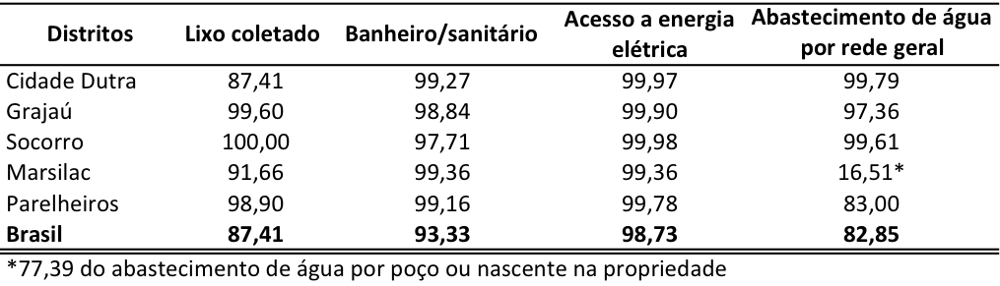 Distritos Lixo coletado Banheiro/sanitário Acesso a energia elétrica Abastecimento de água por rede geral
Cidade Dutra 87,41 99,27 99,97 99,79
Grajaú 99,60 98,84 99,90 97,36
Socorro 100,00 97,71 99,98 99,61
Marsilac 91,66 99,36 99,36 16,51*
Parelheiros 98,90 99,16 99,78 83,00
Brasil 87,41 93,33 98,73 82,85
*77,39 do abastecimento de água por poço ou nascente na propriedade